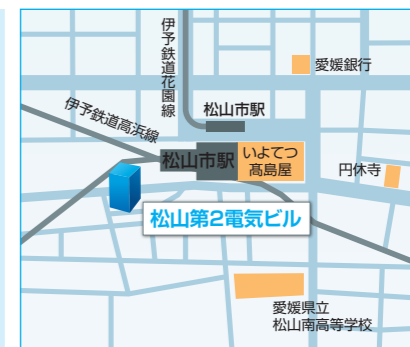 伊予鉄道花園線
愛媛銀行
伊予鉄道高浜線
松山市駅
松山市駅
いよてつ
髙島屋
円休寺
松山第2電気ビル
愛媛県立
松山南高等学校